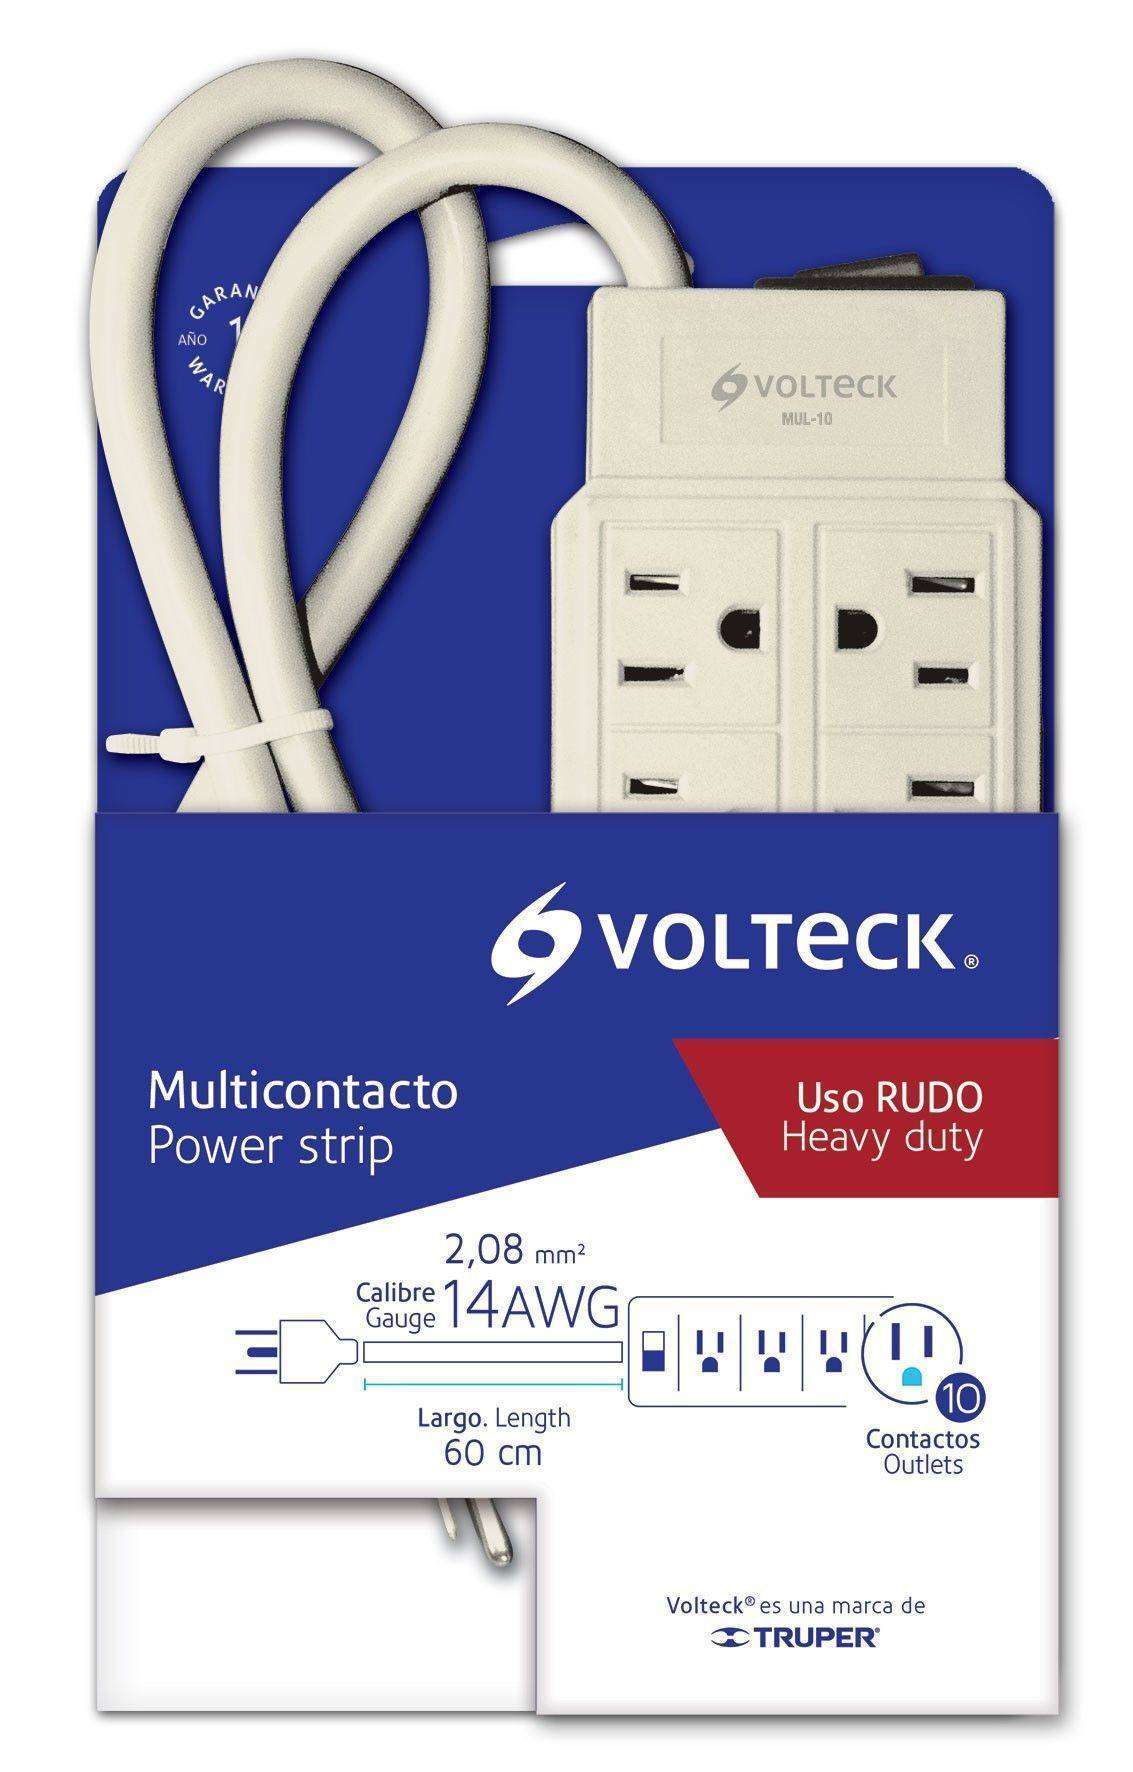 AÑO
VOLTECK
MUL-10
VOLTECK®
Multicontacto
Power strip
Uso RUDO
Heavy duty
2,08 mm²
Calibre
Gauge
14AWG
Largo. Length
60 cm
10
Contactos
Outlets
Volteck® es una marca de
TRUPER®